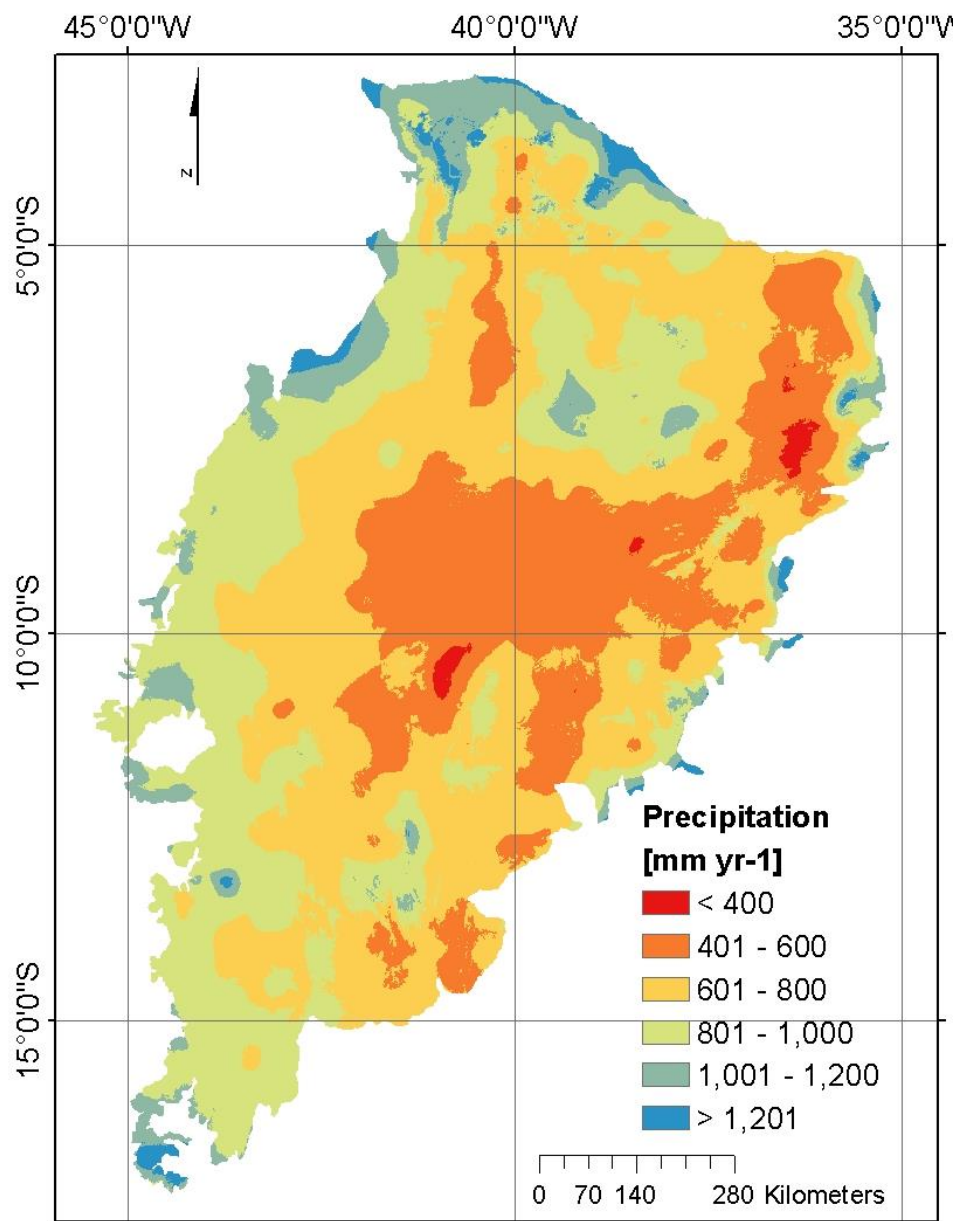 45°0'0"W 40°0'0"W 35°0'0"W
N
5°0'0"S
10°0'0"S
15°0'0"S
Precipitation
[mm yr-1]
< 400
401 - 600
601 - 800
801 - 1,000
1,001 - 1,200
> 1,201
0 70 140 280 Kilometers